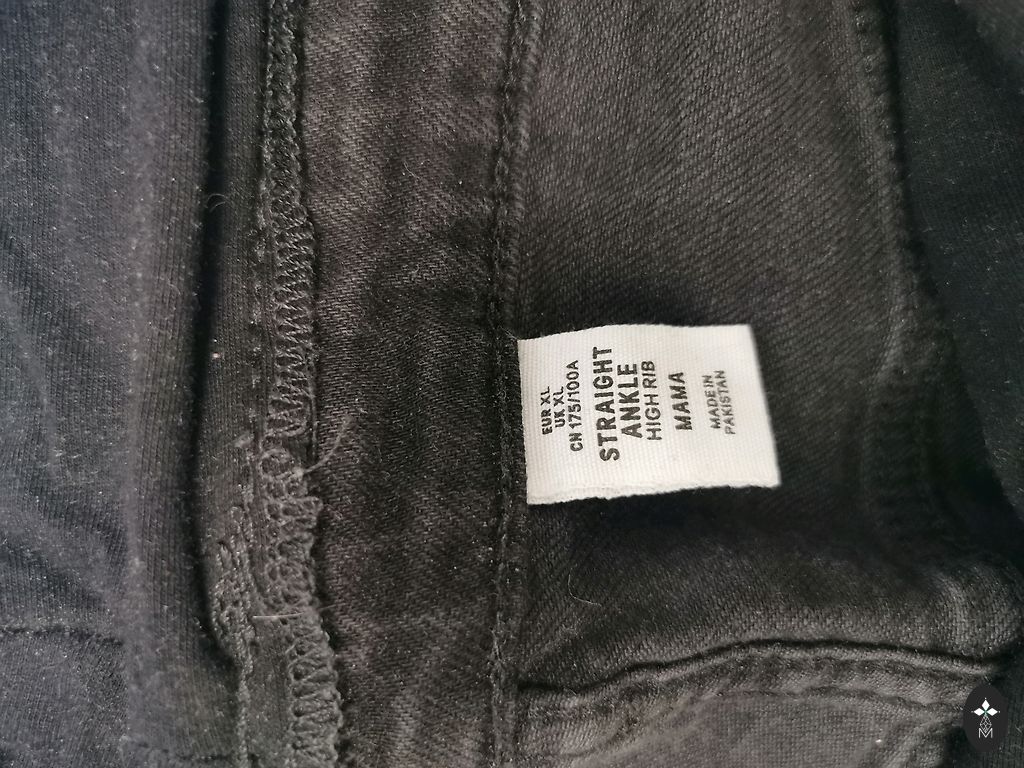 EUR XL
UK XL
CN 175/100A
STRAIGHT
ANKLE
HIGH RIB
MAMA
MADE IN
PAKISTAN
M